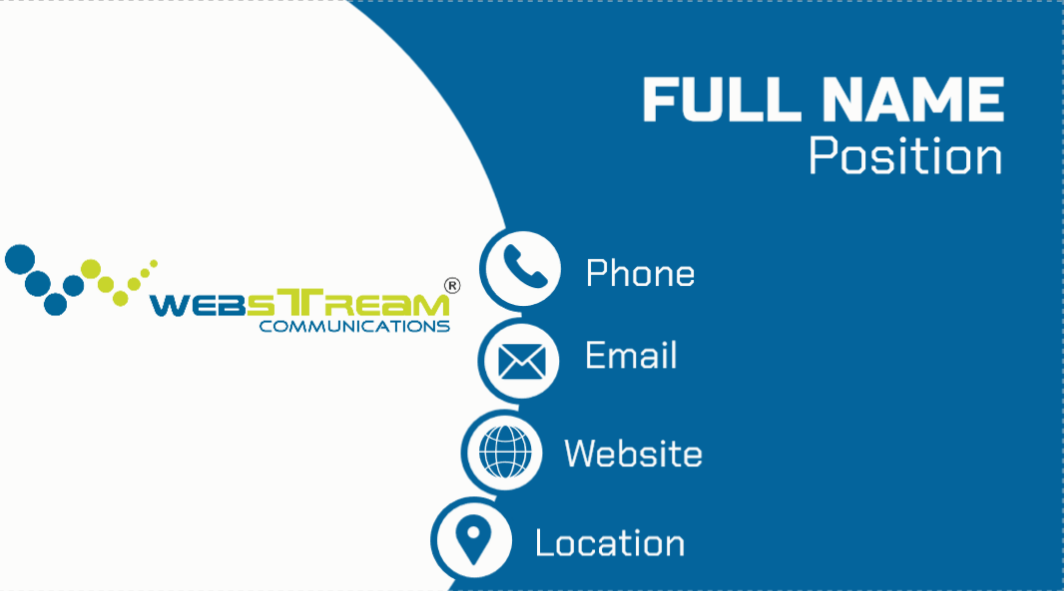 FULL NAME
Position
WEBSTREAM®
COMMUNICATIONS
Phone
Email
Website
Location